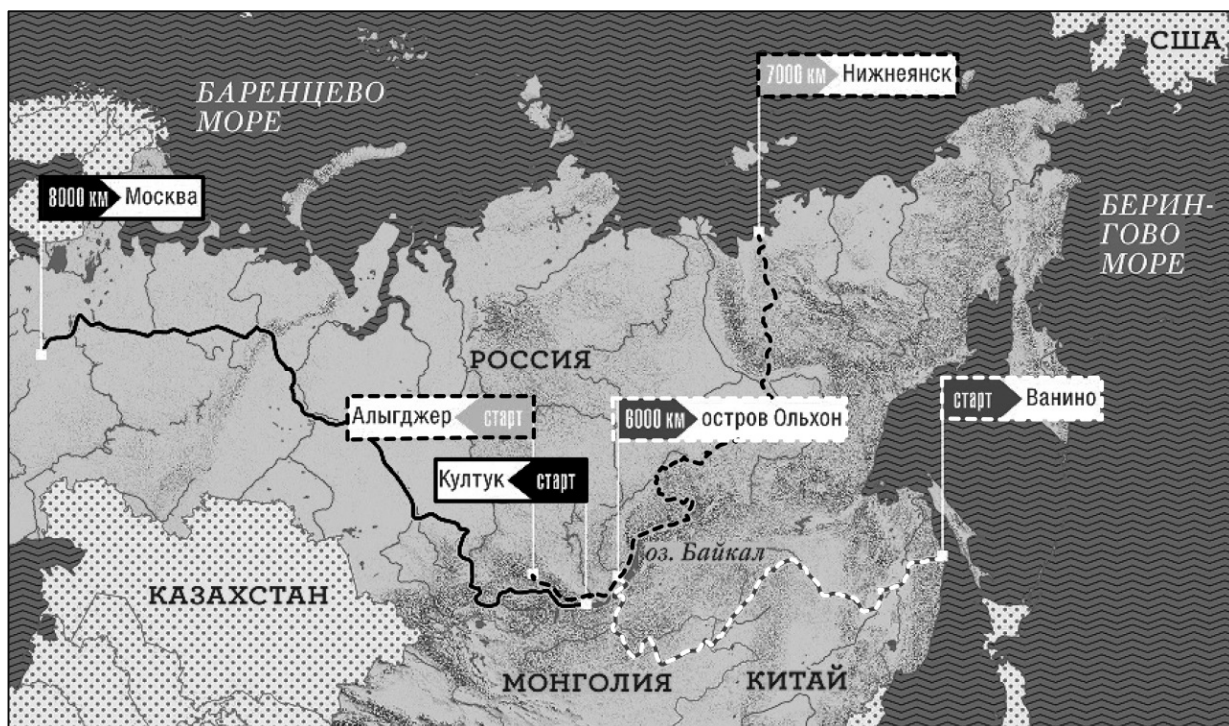 США
БАРЕНЦЕВО
МОРЕ
7000 км Нижнеянск
8000 км Москва
БЕРИН-
ГОВО
МОРЕ
РОССИЯ
Алыгджер старт
6000 км остров Ольхон
старт Ванино
Култук старт
оз. Байкал
КАЗАХСТАН
МОНГОЛИЯ
КИТАЙ